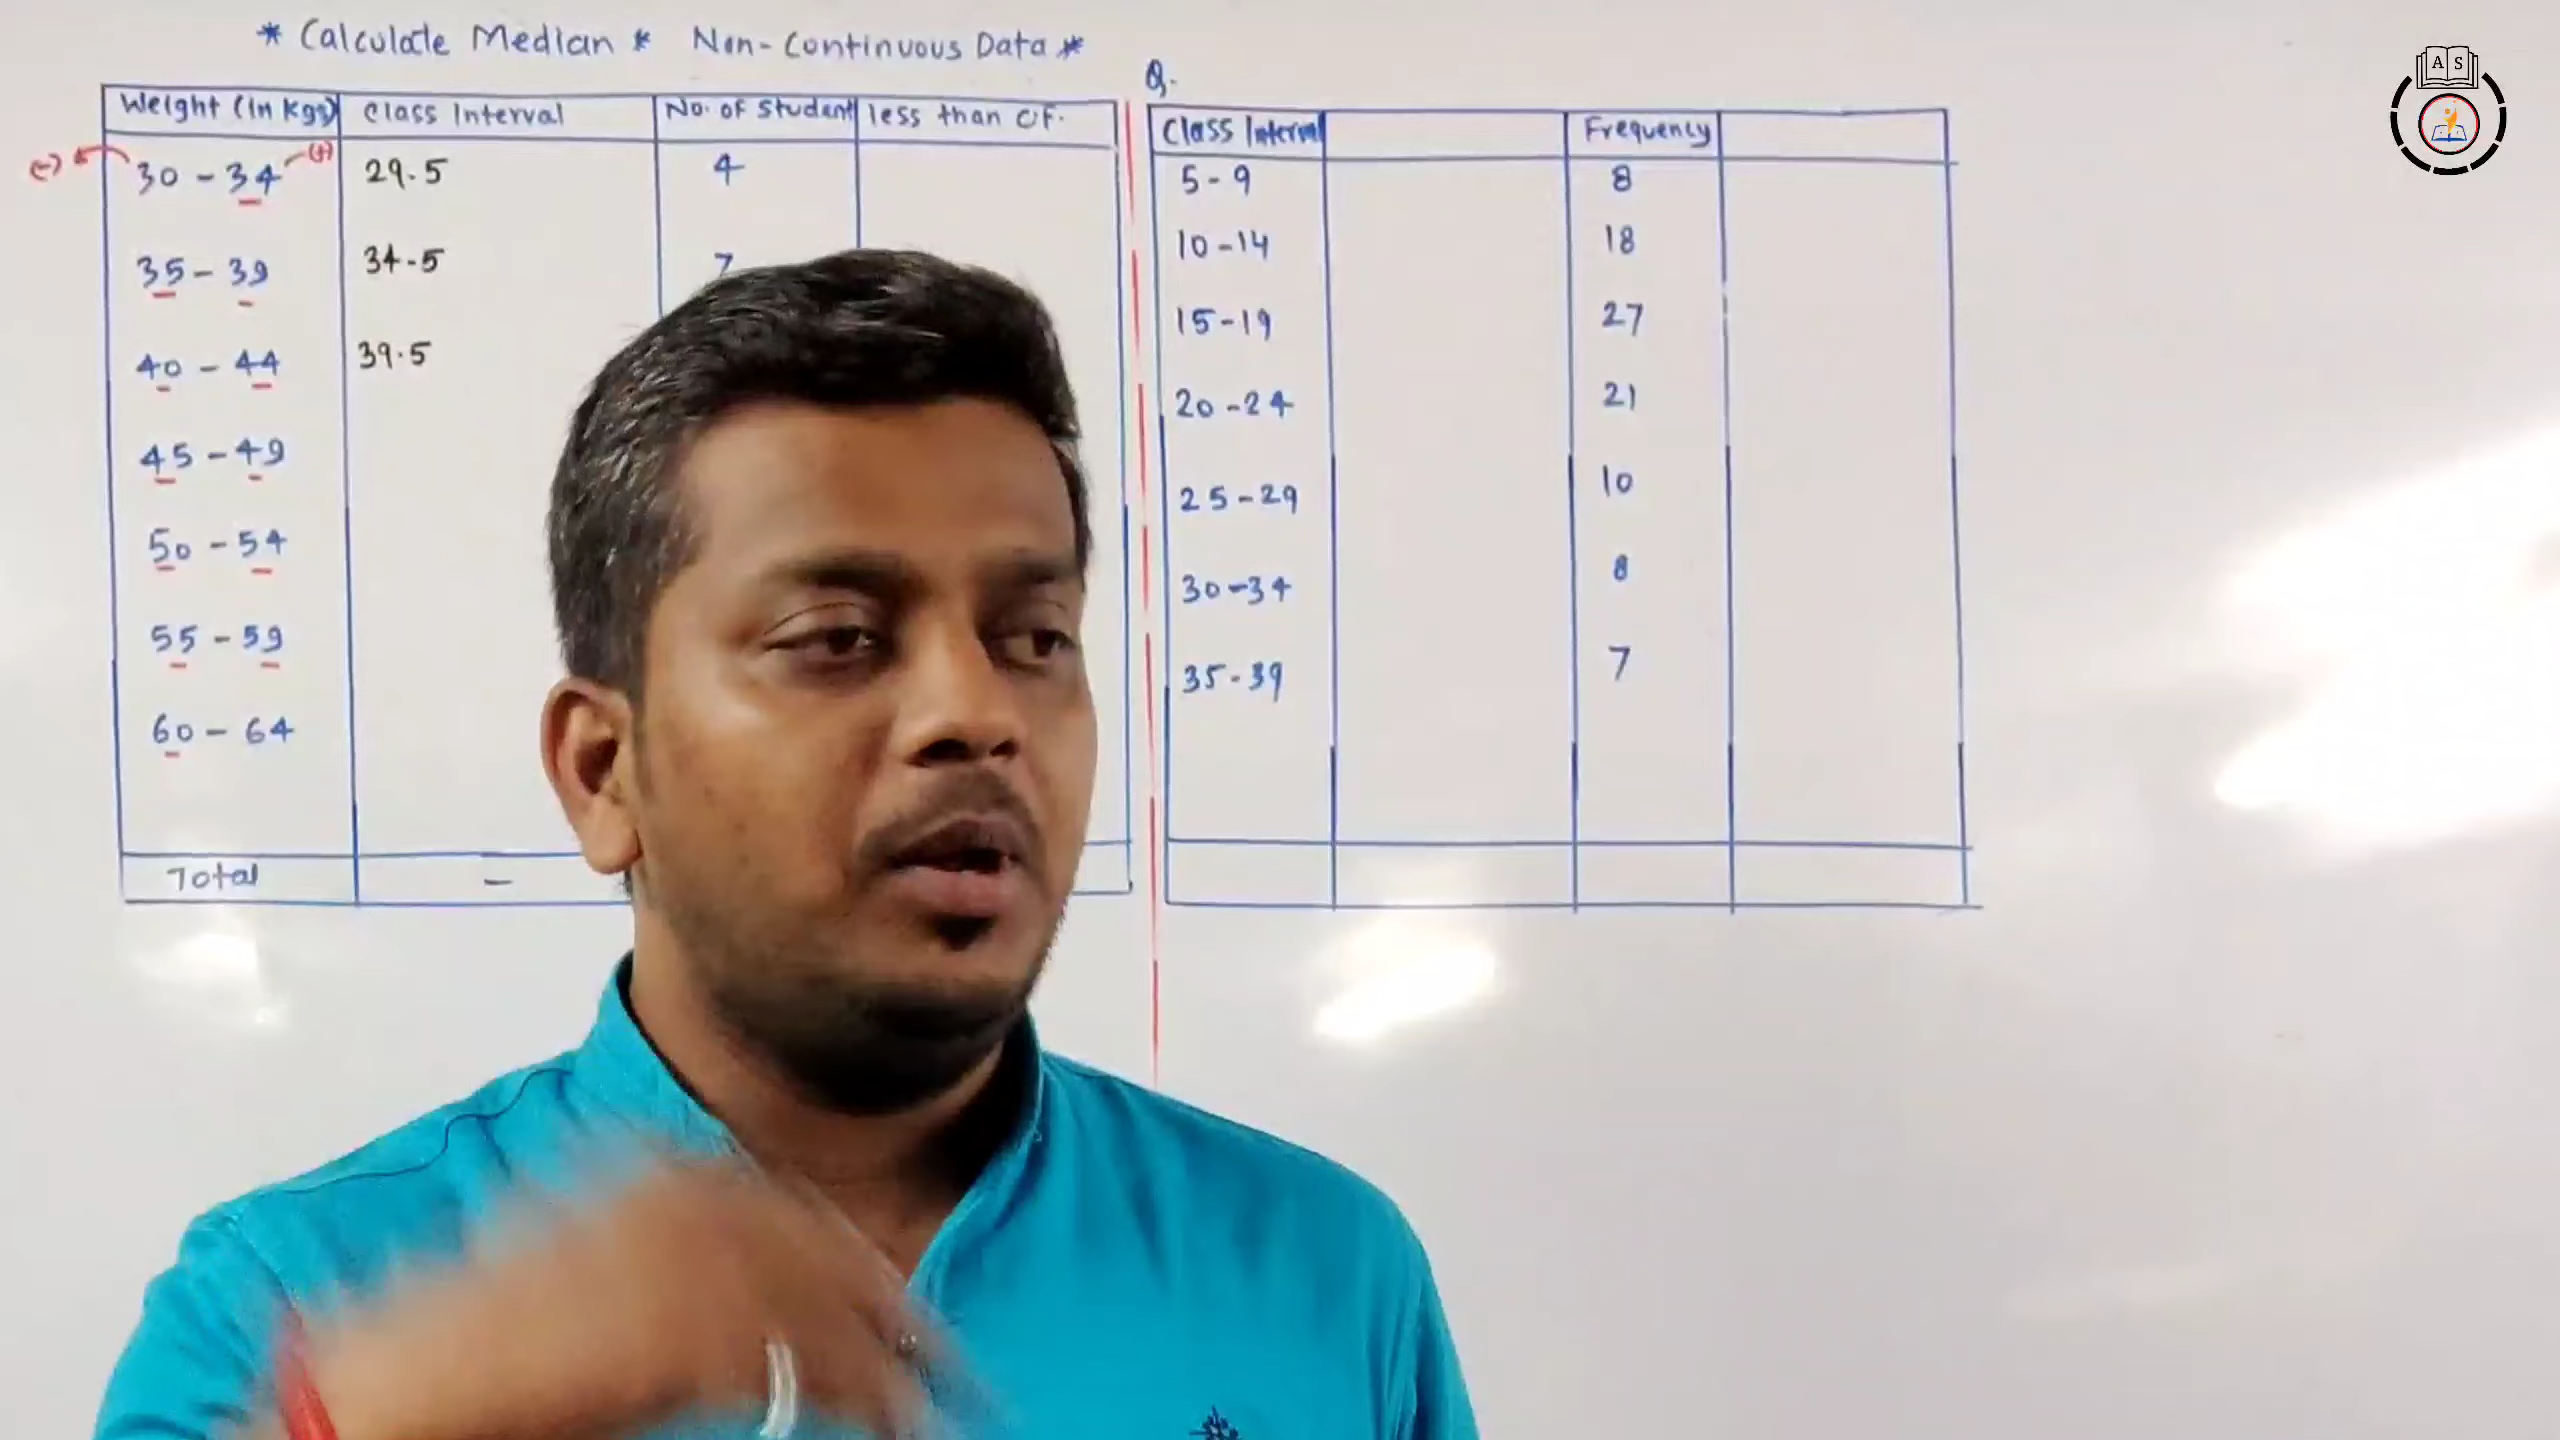 * Calculate Median * Non-Continuous Data *
Weight (in kgs) Class Interval No. of Student less than C.F.
(-) 30 - 34 (+) 29.5 4
35 - 39 34.5 7
40 - 44 39.5
45 - 49
50 - 54
55 - 59
60 - 64
Total -
Q.
Class Interval Frequency
5 - 9 8
10 - 14 18
15 - 19 27
20 - 24 21
25 - 29 10
30 - 34 8
35 - 39 7
A S